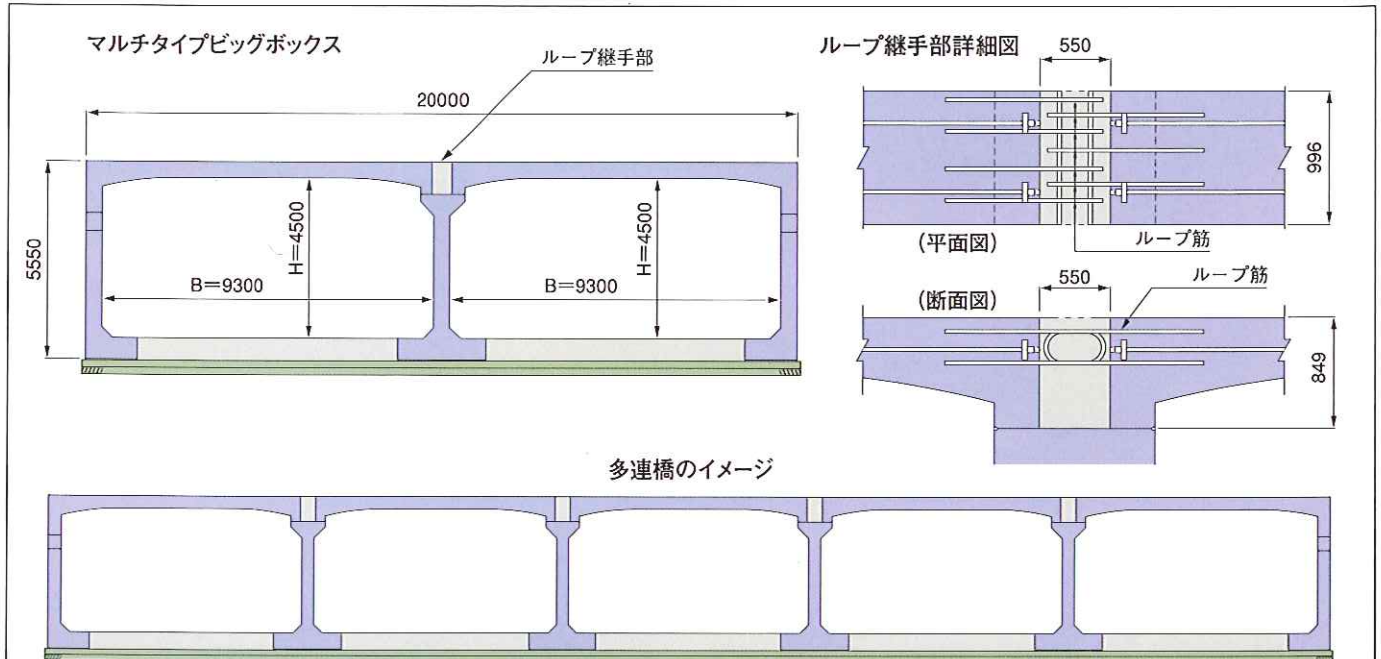 マルチタイプビッグボックス
ループ継手部
20000
5550
H=4500
B=9300
H=4500
B=9300
ループ継手部詳細図
550
996
(平面図)
ループ筋
(断面図)
550
ループ筋
849
多連橋のイメージ